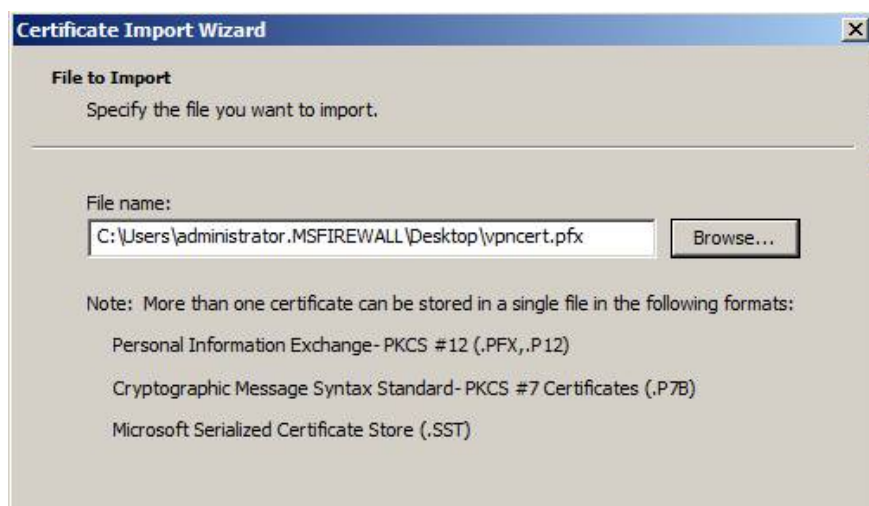 Certificate Import Wizard
File to Import
Specify the file you want to import.
File name:
C:\Users\administrator.MSFIREWALL\Desktop\vpncert.pfx
Browse...
Note: More than one certificate can be stored in a single file in the following formats:
Personal Information Exchange- PKCS #12 (.PFX,.P12)
Cryptographic Message Syntax Standard- PKCS #7 Certificates (.P7B)
Microsoft Serialized Certificate Store (.SST)